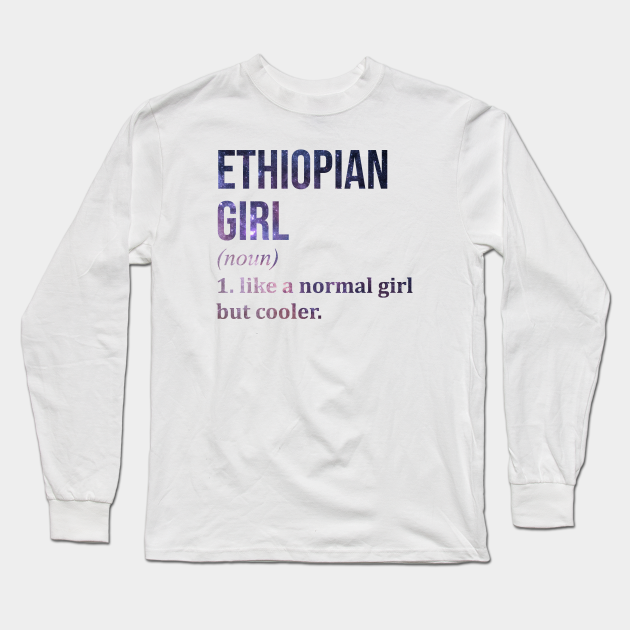 ETHIOPIAN
GIRL
(noun)
1. like a normal girl
but cooler.